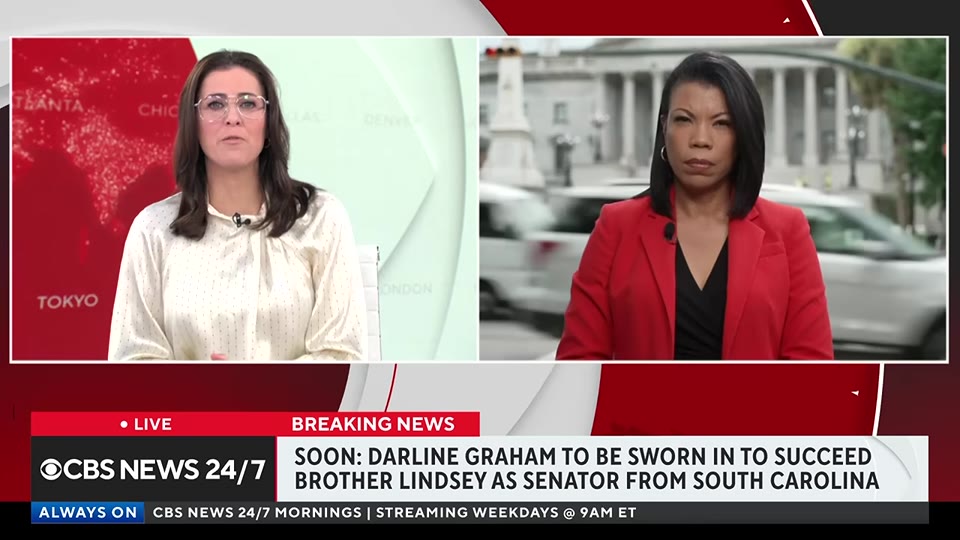 ATLANTA
CHIC
LAS
DENVER
TOKYO
LONDON
• LIVE
BREAKING NEWS
CBS NEWS 24/7
SOON: DARLINE GRAHAM TO BE SWORN IN TO SUCCEED
BROTHER LINDSEY AS SENATOR FROM SOUTH CAROLINA
ALWAYS ON
CBS NEWS 24/7 MORNINGS | STREAMING WEEKDAYS @ 9AM ET